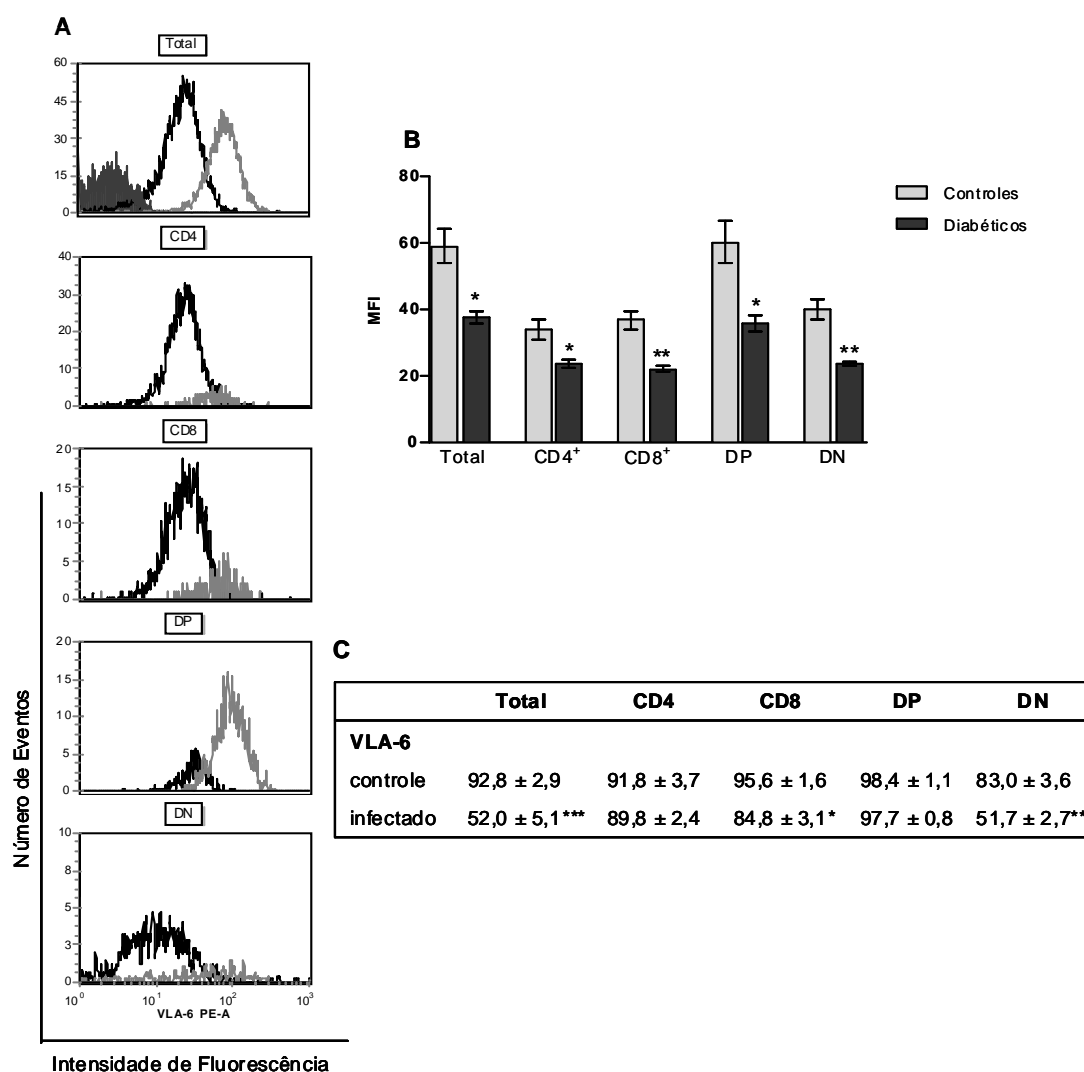 A
Total
60
45
30
15
0
CD4
40
30
20
10
0
CD8
20
15
10
5
0
DP
20
15
10
5
0
DN
10
8
5
3
0
10⁰ 10¹ 10² 10³
VLA-6 PE-A
Número de Eventos
Intensidade de Fluorescência
B
80
60
40
20
0
MFI
* * ** * **
Total CD4⁺ CD8⁺ DP DN
Controles
Diabéticos
C
Total CD4 CD8 DP DN
VLA-6
controle 92,8 ± 2,9 91,8 ± 3,7 95,6 ± 1,6 98,4 ± 1,1 83,0 ± 3,6
infectado 52,0 ± 5,1*** 89,8 ± 2,4 84,8 ± 3,1* 97,7 ± 0,8 51,7 ± 2,7**